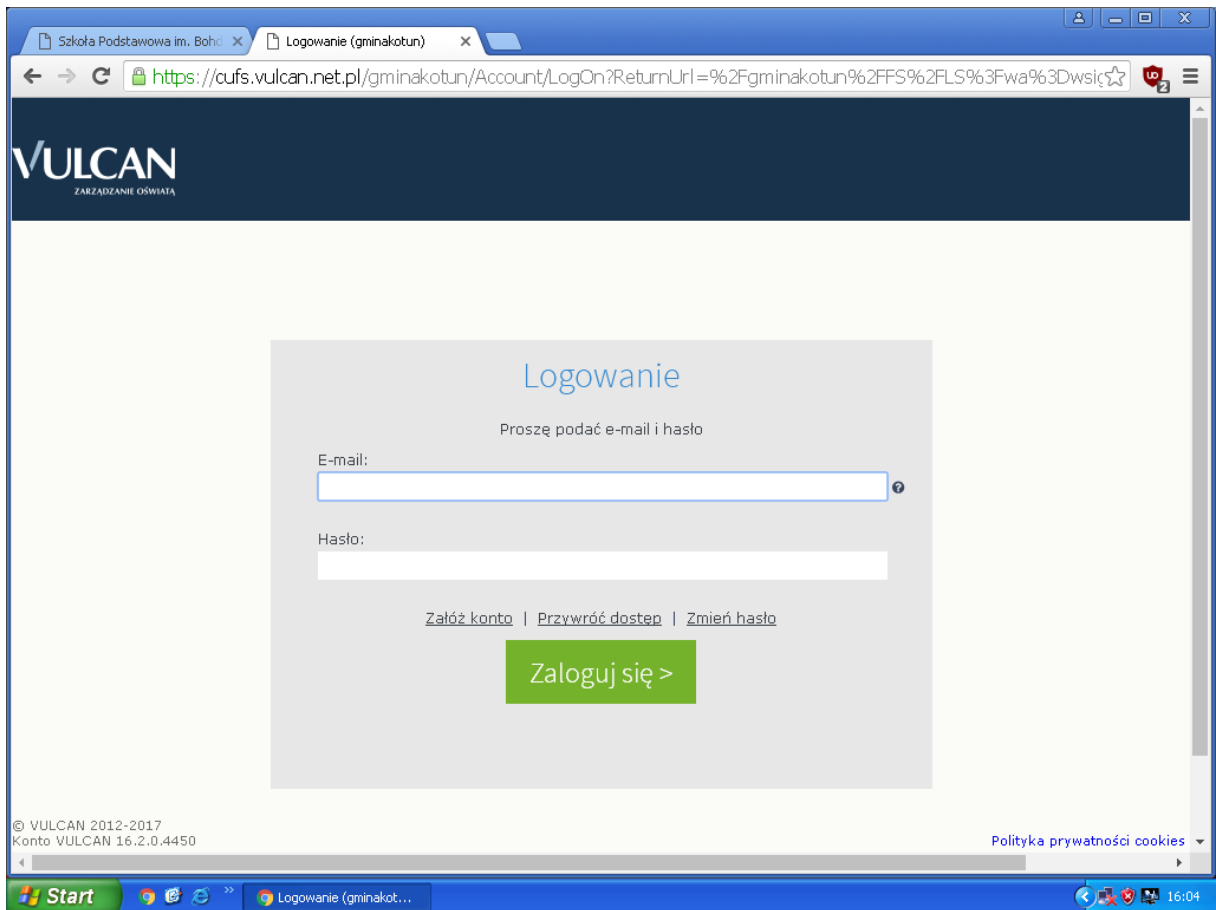 Szkoła Podstawowa im. Bohd
Logowanie (gminakotun)
https://cufs.vulcan.net.pl/gminakotun/Account/LogOn?ReturnUrl=%2Fgminakotun%2FFS%2FLS%3Fwa%3Dwsig
2
VULCAN
ZARZĄDZANIE OŚWIATĄ
Logowanie
Proszę podać e-mail i hasło
E-mail:
Hasło:
Załóż konto | Przywróć dostęp | Zmień hasło
Zaloguj się >
© VULCAN 2012-2017
Konto VULCAN 16.2.0.4450
Polityka prywatności cookies
Start
Logowanie (gminakot...
16:04